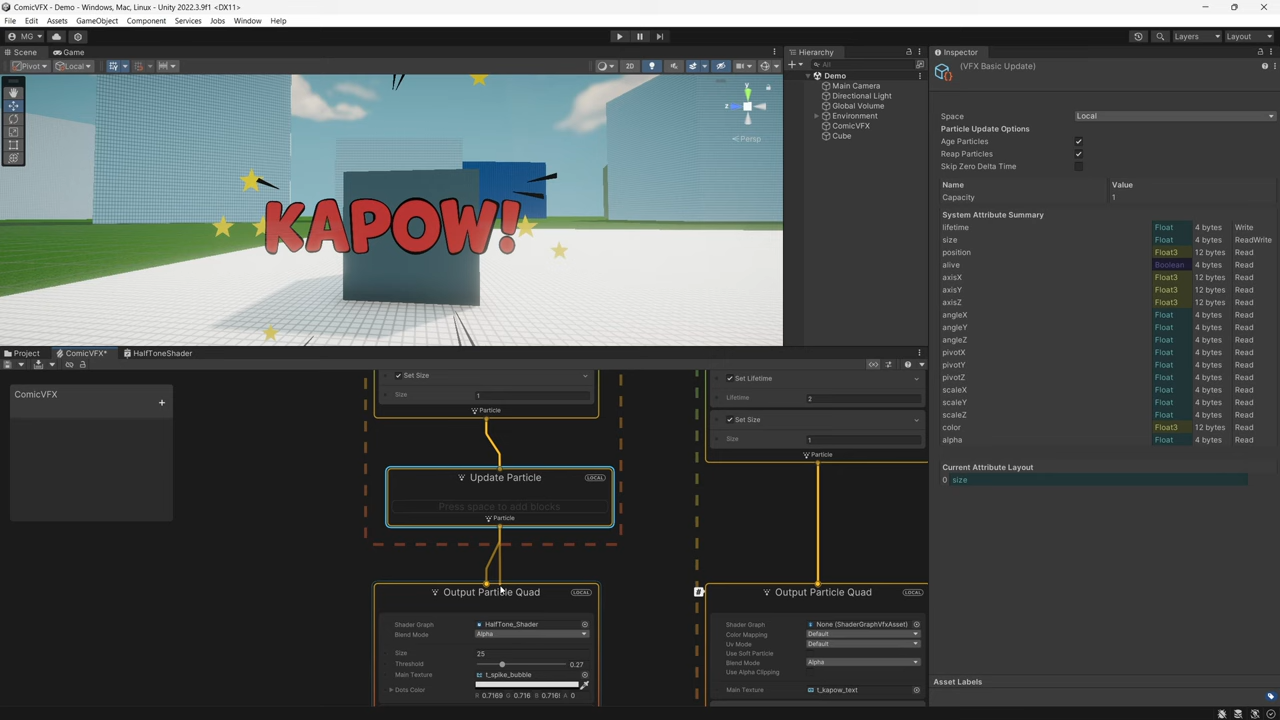 ComicVFX - Demo - Windows, Mac, Linux - Unity 2022.3.9f1 <DX11>
File Edit Assets GameObject Component Services Jobs Window Help
MG Layers Layout
Scene Game Hierarchy Inspector
Pivot Local 2D All
(VFX Basic Update)
Demo
Main Camera
Directional Light
Global Volume
Environment
ComicVFX
Cube
y
z
Persp
KAPOW!
Space Local
Particle Update Options
Age Particles
Reap Particles
Skip Zero Delta Time
Name Value
Capacity 1
System Attribute Summary
lifetime Float 4 bytes Write
size Float 4 bytes ReadWrite
position Float3 12 bytes Read
alive Boolean 4 bytes Read
axisX Float3 12 bytes Read
axisY Float3 12 bytes Read
axisZ Float3 12 bytes Read
angleX Float 4 bytes Read
angleY Float 4 bytes Read
angleZ Float 4 bytes Read
pivotX Float 4 bytes Read
pivotY Float 4 bytes Read
pivotZ Float 4 bytes Read
scaleX Float 4 bytes Read
scaleY Float 4 bytes Read
scaleZ Float 4 bytes Read
color Float3 12 bytes Read
alpha Float 4 bytes Read
Current Attribute Layout
0 size
Asset Labels
Project ComicVFX* HalfToneShader
ComicVFX +
Set Size
Size 1
Particle
Update Particle LOCAL
Press space to add blocks
Particle
Output Particle Quad LOCAL
Shader Graph HalfTone_Shader
Blend Mode Alpha
Size 25
Threshold 0.27
Main Texture t_spike_bubble
Dots Color
R 0.7169 G 0.716 B 0.716 A 0
Set Lifetime
Lifetime 2
Set Size
Size 1
Particle
# Output Particle Quad LOCAL
Shader Graph None (ShaderGraphVfxAsset)
Color Mapping Default
Uv Mode Default
Use Soft Particle
Blend Mode Alpha
Use Alpha Clipping
Main Texture t_kapow_text